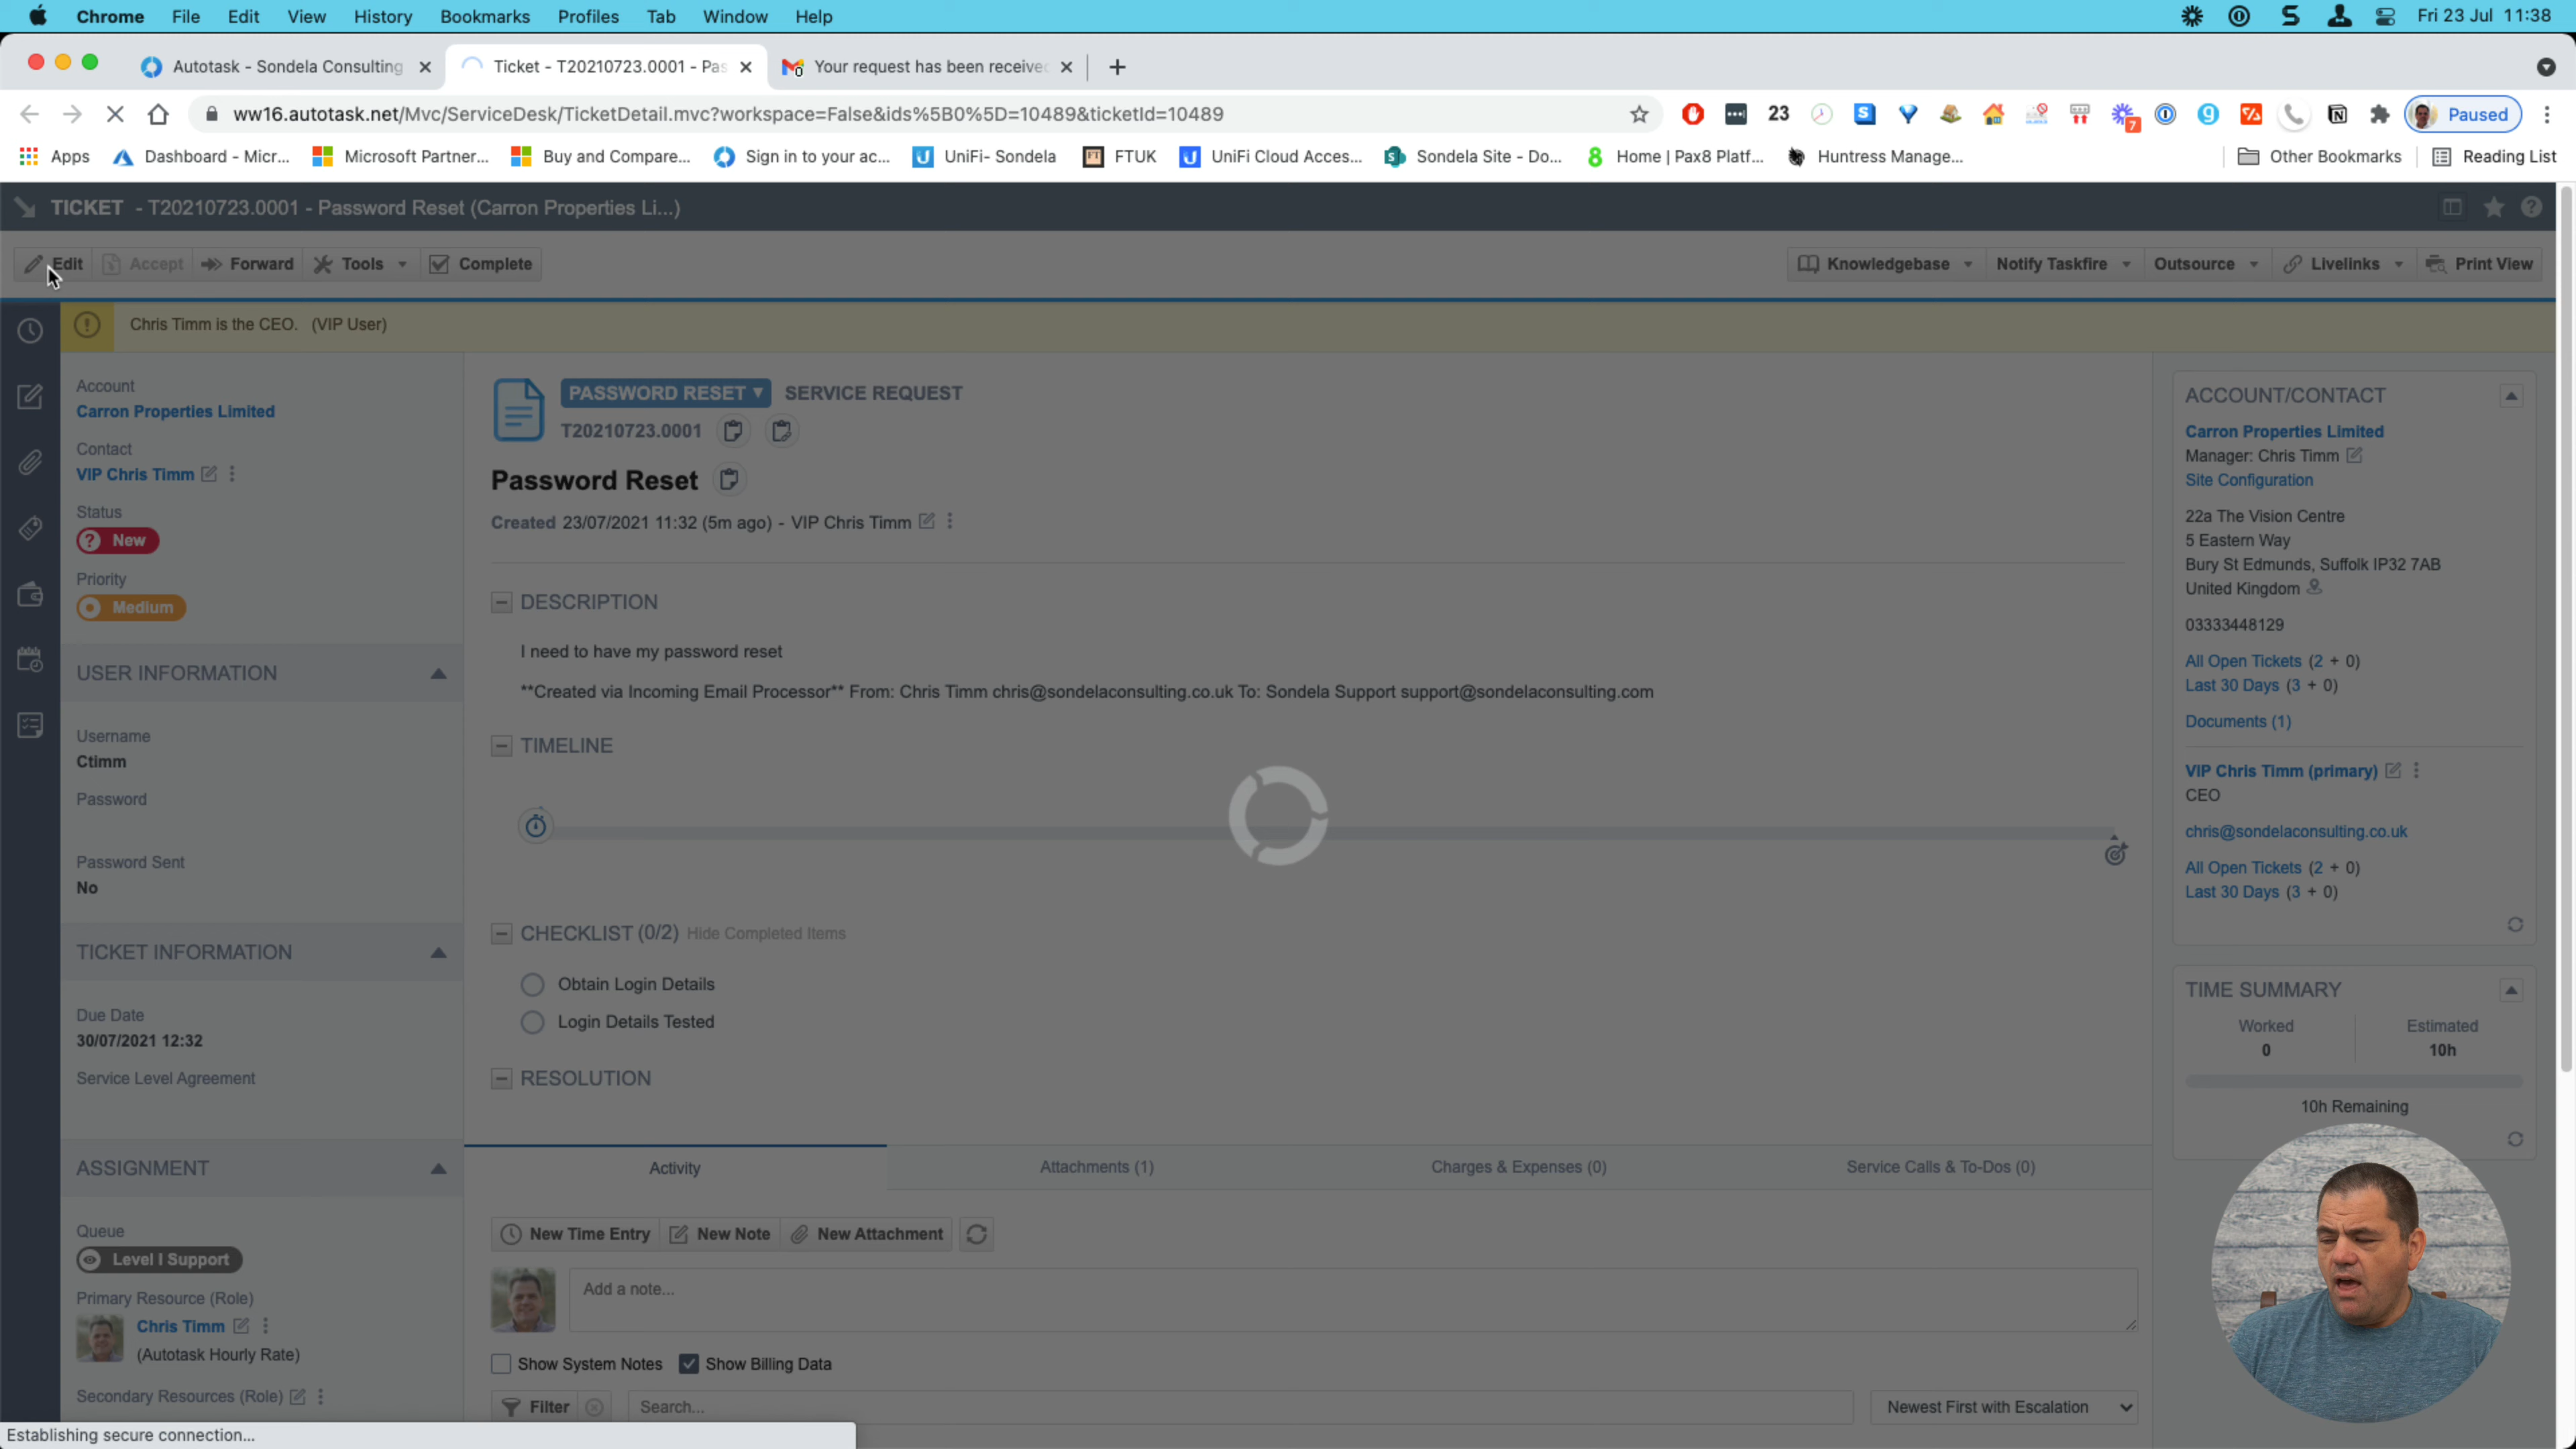 Chrome File Edit View History Bookmarks Profiles Tab Window Help
Fri 23 Jul 11:38
Autotask - Sondela Consulting
Ticket - T20210723.0001 - Pas
Your request has been received
ww16.autotask.net/Mvc/ServiceDesk/TicketDetail.mvc?workspace=False&ids%5B0%5D=10489&ticketId=10489
23
7
Paused
Apps
Dashboard - Micr...
Microsoft Partner...
Buy and Compare...
Sign in to your ac...
UniFi- Sondela
FTUK
UniFi Cloud Acces...
Sondela Site - Do...
Home | Pax8 Platf...
Huntress Manage...
Other Bookmarks
Reading List
TICKET - T20210723.0001 - Password Reset (Carron Properties Li...)
Edit
Accept
Forward
Tools
Complete
Knowledgebase
Notify Taskfire
Outsource
Livelinks
Print View
Chris Timm is the CEO. (VIP User)
Account
Carron Properties Limited
Contact
VIP Chris Timm
Status
New
Priority
Medium
USER INFORMATION
Username
Ctimm
Password
Password Sent
No
TICKET INFORMATION
Due Date
30/07/2021 12:32
Service Level Agreement
ASSIGNMENT
Queue
Level I Support
Primary Resource (Role)
Chris Timm
(Autotask Hourly Rate)
Secondary Resources (Role)
PASSWORD RESET
SERVICE REQUEST
T20210723.0001
Password Reset
Created 23/07/2021 11:32 (5m ago) - VIP Chris Timm
DESCRIPTION
I need to have my password reset
**Created via Incoming Email Processor** From: Chris Timm chris@sondelaconsulting.co.uk To: Sondela Support support@sondelaconsulting.com
TIMELINE
CHECKLIST (0/2) Hide Completed Items
Obtain Login Details
Login Details Tested
RESOLUTION
Activity
Attachments (1)
Charges & Expenses (0)
Service Calls & To-Dos (0)
New Time Entry
New Note
New Attachment
Add a note...
Show System Notes
Show Billing Data
Filter
Search...
Newest First with Escalation
ACCOUNT/CONTACT
Carron Properties Limited
Manager: Chris Timm
Site Configuration
22a The Vision Centre
5 Eastern Way
Bury St Edmunds, Suffolk IP32 7AB
United Kingdom
03333448129
All Open Tickets (2 + 0)
Last 30 Days (3 + 0)
Documents (1)
VIP Chris Timm (primary)
CEO
chris@sondelaconsulting.co.uk
All Open Tickets (2 + 0)
Last 30 Days (3 + 0)
TIME SUMMARY
Worked
0
Estimated
10h
10h Remaining
Establishing secure connection...